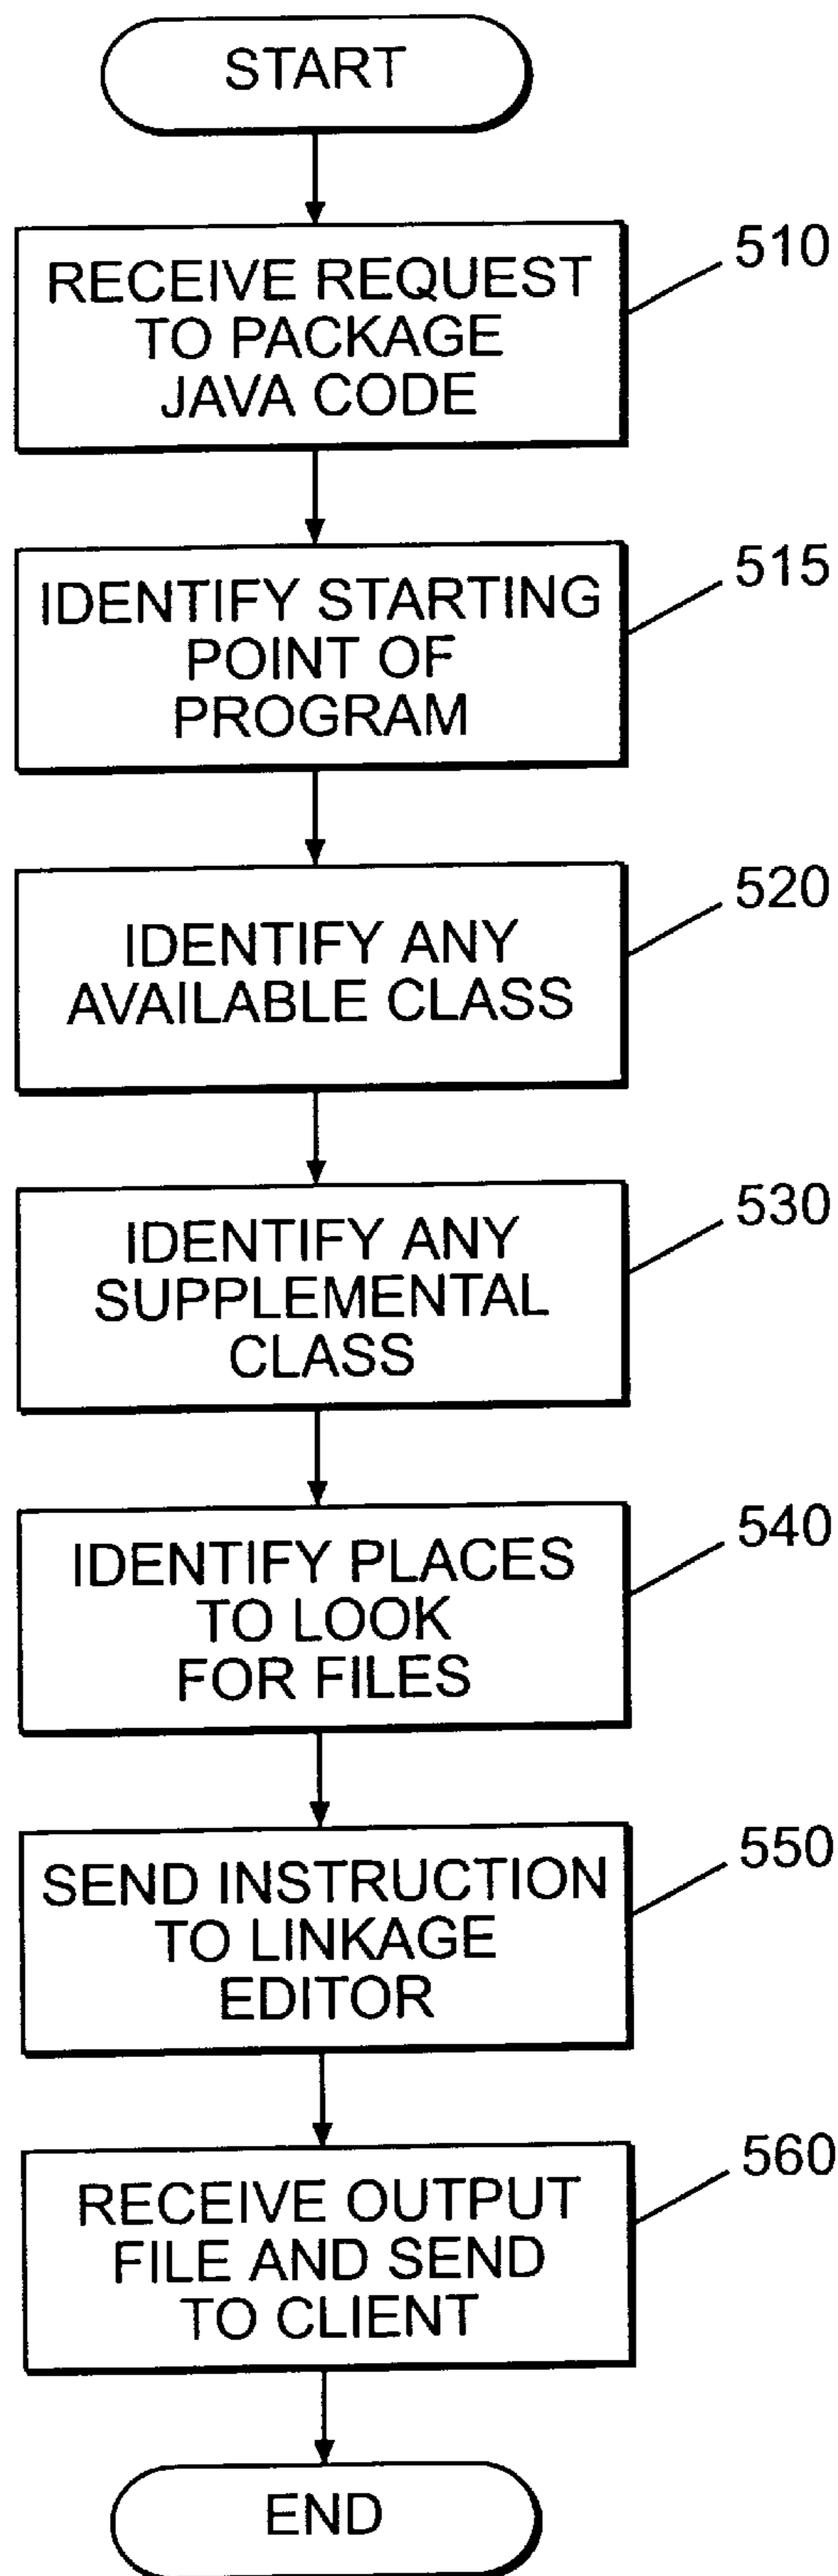 START
RECEIVE REQUEST
TO PACKAGE
JAVA CODE
510
IDENTIFY STARTING
POINT OF
PROGRAM
515
IDENTIFY ANY
AVAILABLE CLASS
520
IDENTIFY ANY
SUPPLEMENTAL
CLASS
530
IDENTIFY PLACES
TO LOOK
FOR FILES
540
SEND INSTRUCTION
TO LINKAGE
EDITOR
550
RECEIVE OUTPUT
FILE AND SEND
TO CLIENT
560
END